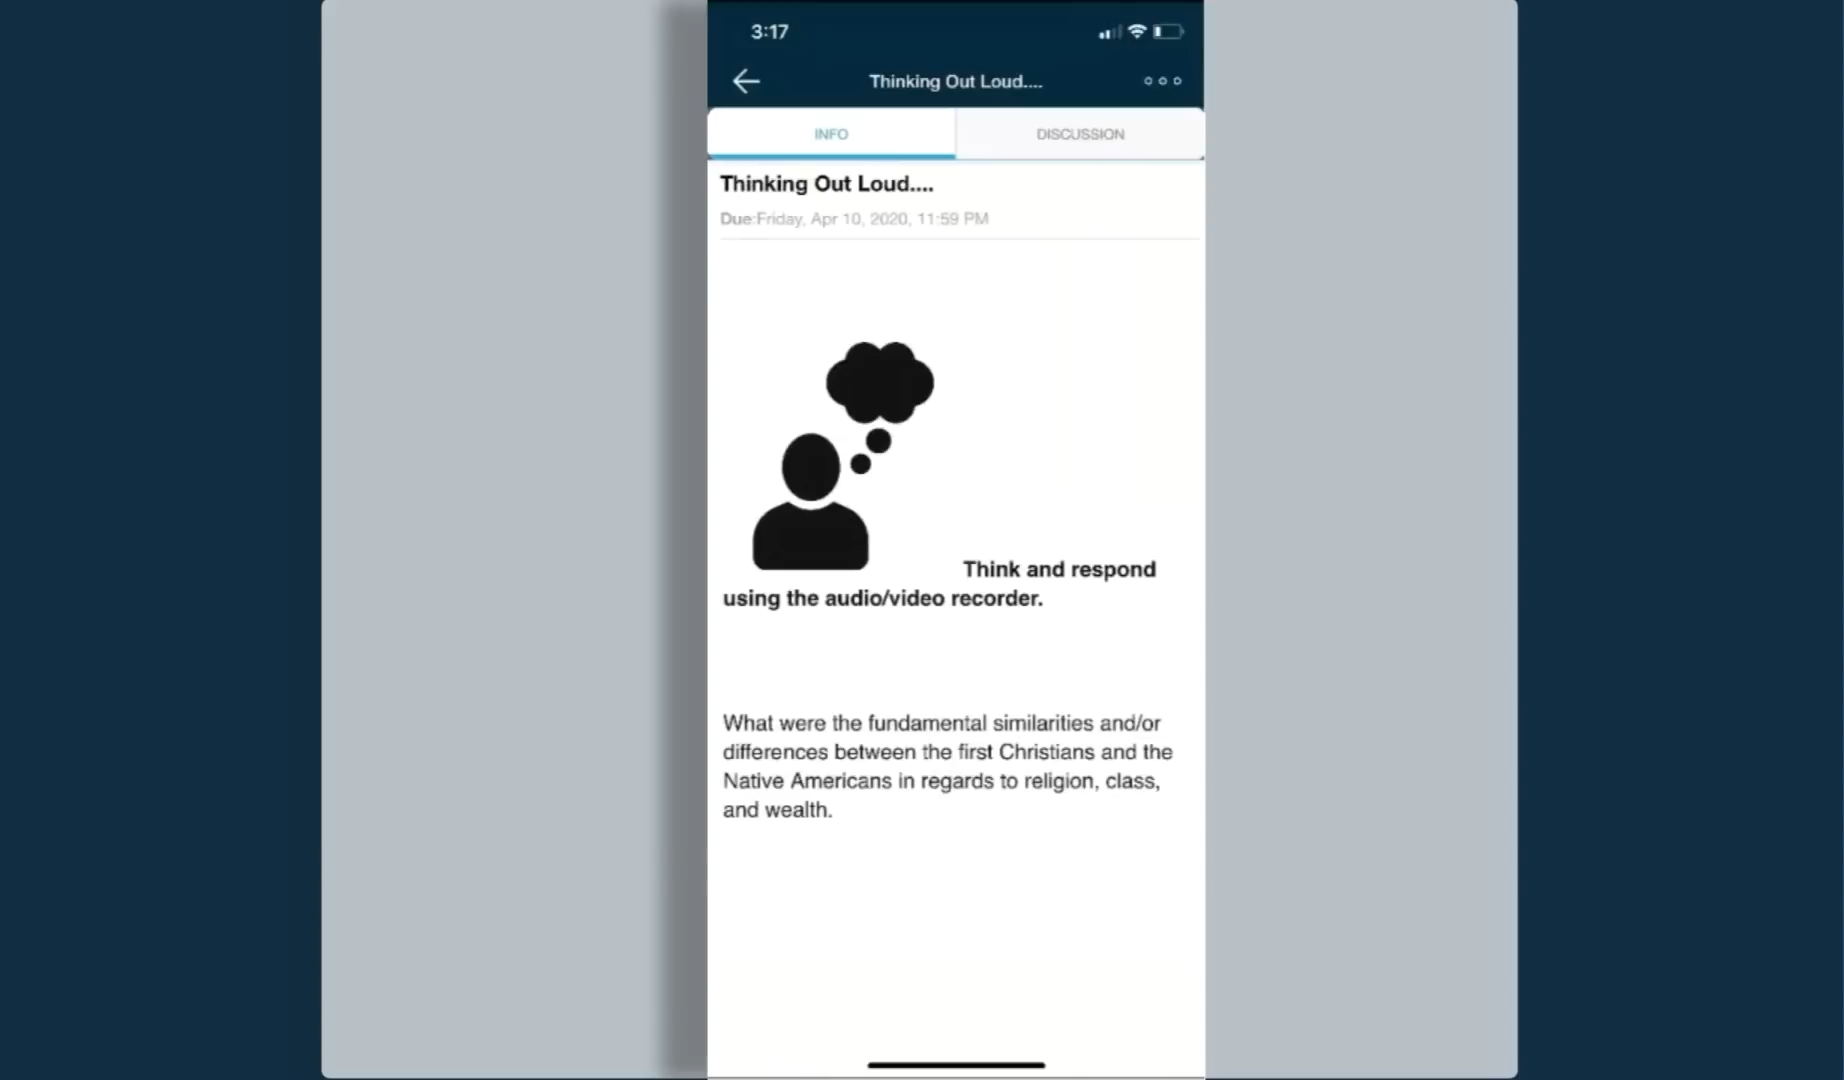 3:17
Thinking Out Loud....
INFO
DISCUSSION
Thinking Out Loud....
Due:Friday, Apr 10, 2020, 11:59 PM
Think and respond
using the audio/video recorder.
What were the fundamental similarities and/or
differences between the first Christians and the
Native Americans in regards to religion, class,
and wealth.